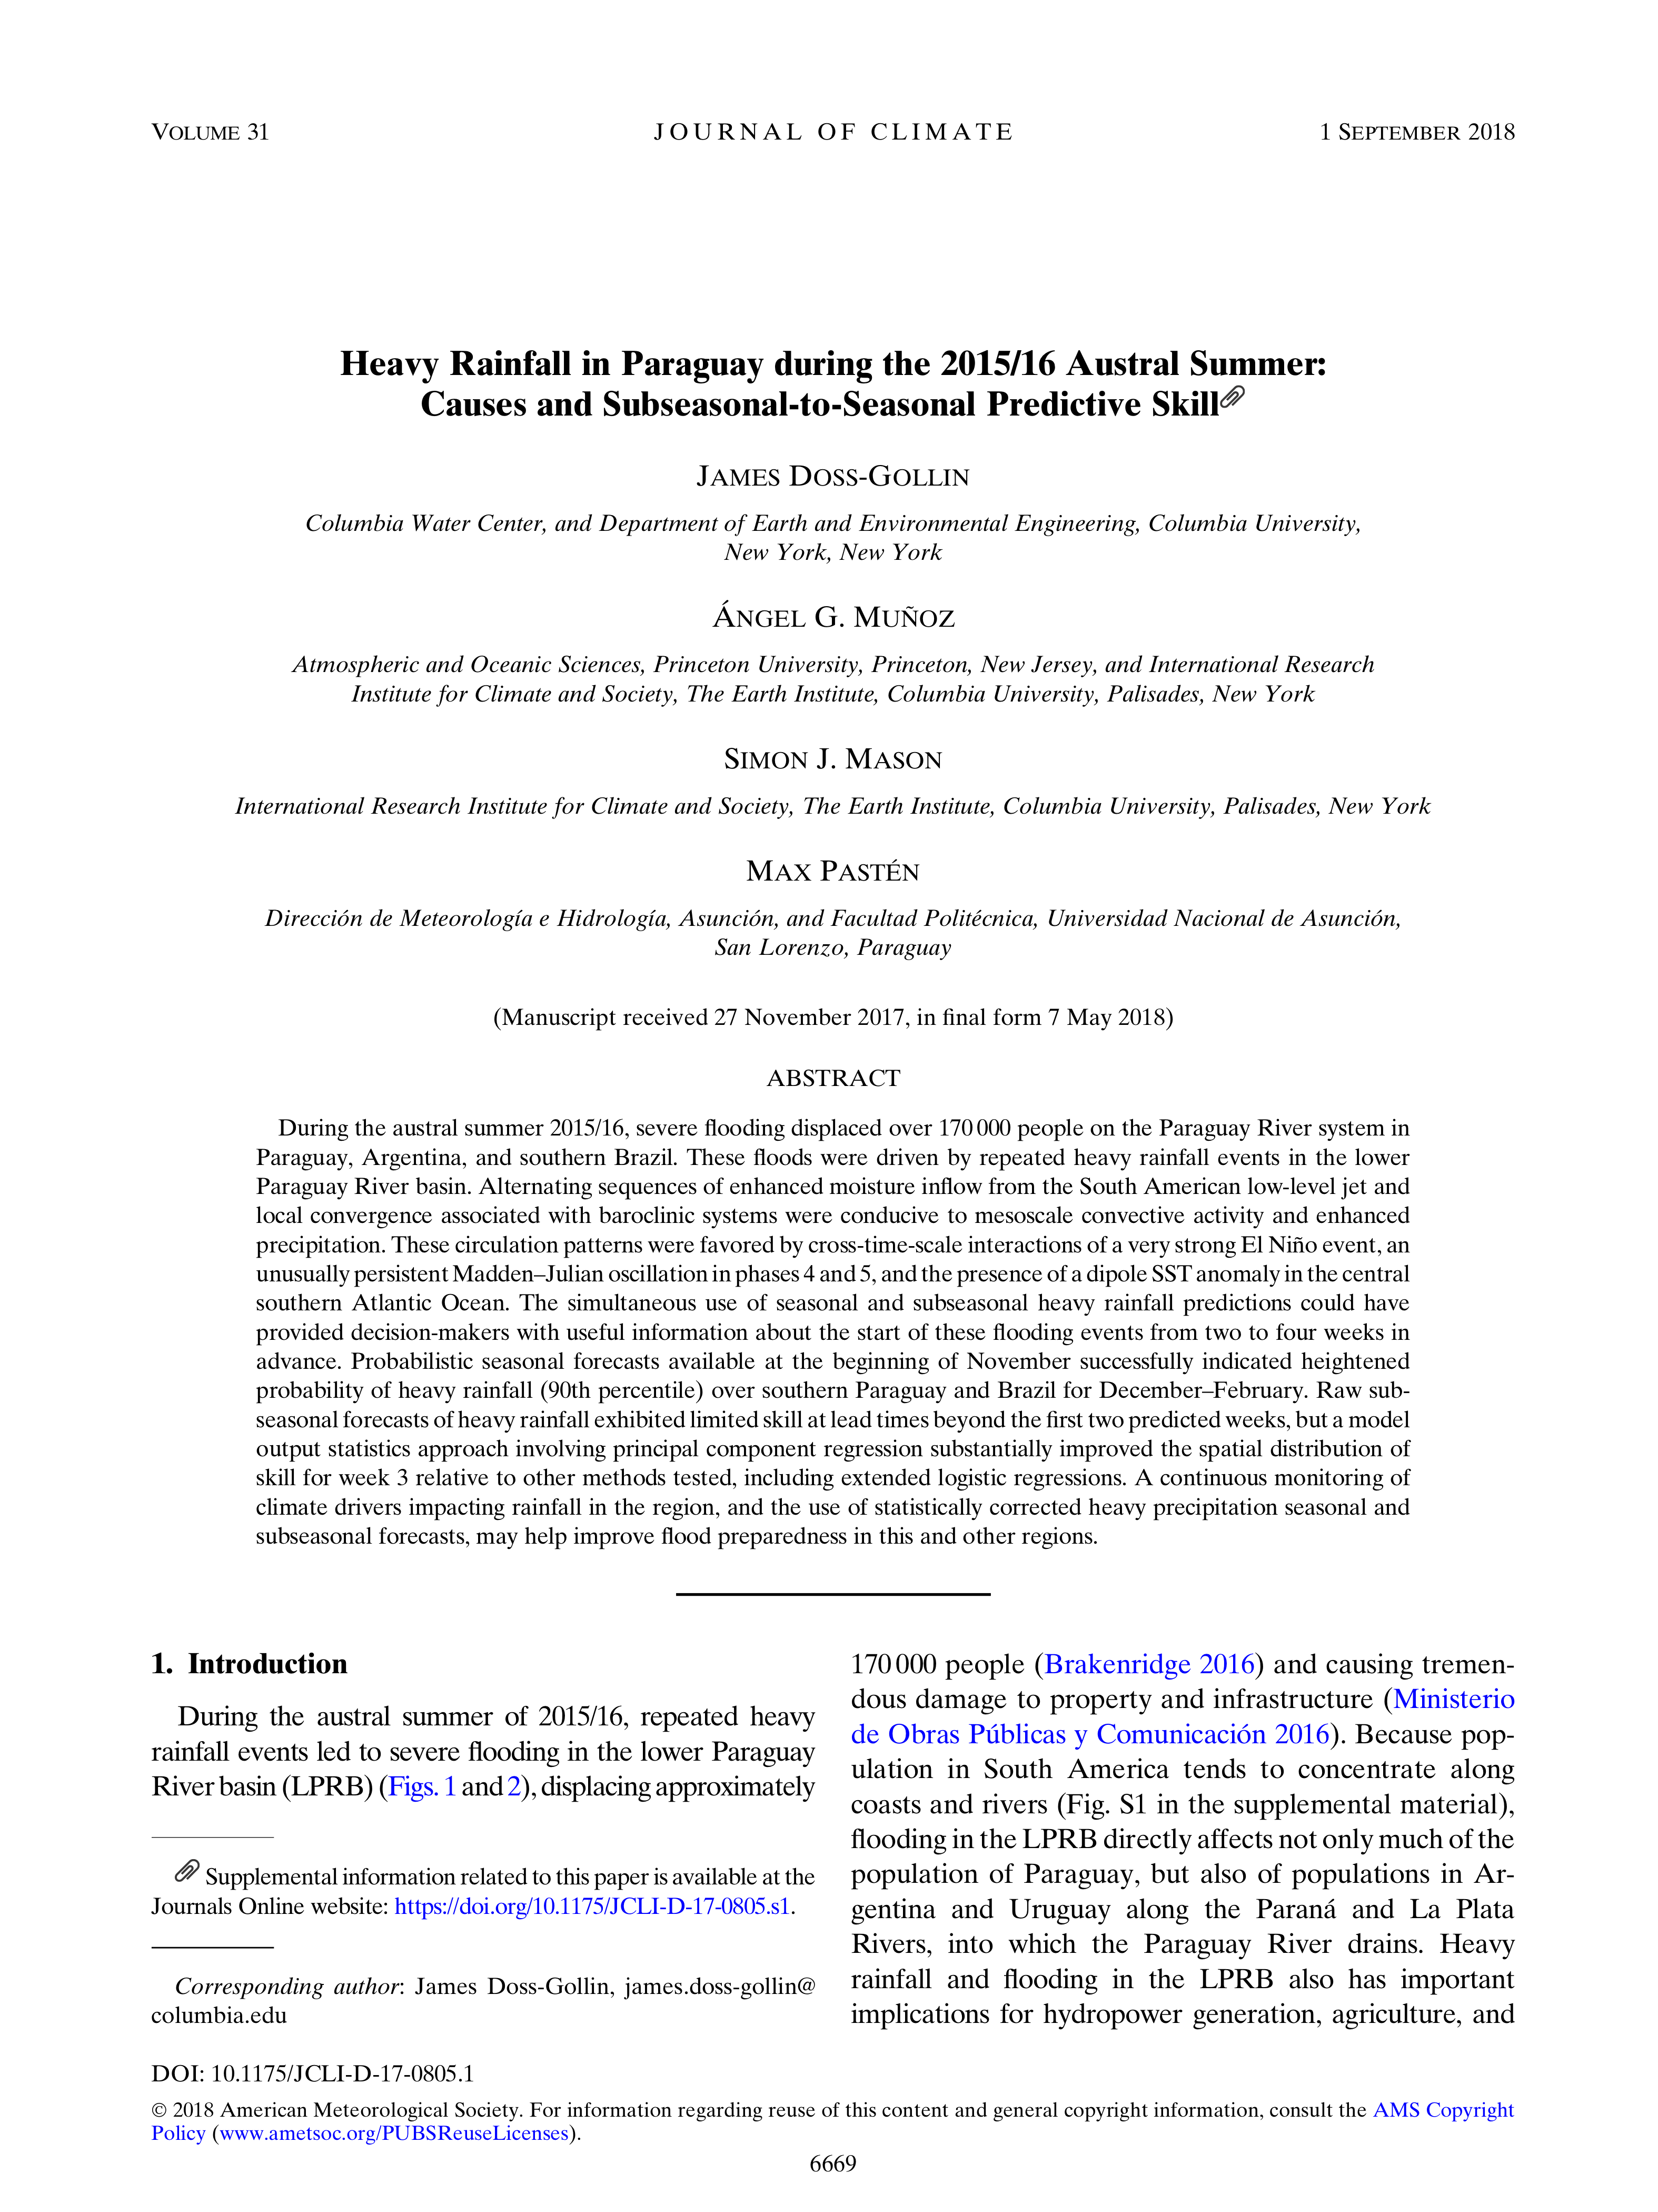 VOLUME 31
JOURNAL OF CLIMATE
1 SEPTEMBER 2018
Heavy Rainfall in Paraguay during the 2015/16 Austral Summer:
Causes and Subseasonal-to-Seasonal Predictive Skill
JAMES DOSS-GOLLIN
Columbia Water Center, and Department of Earth and Environmental Engineering, Columbia University,
New York, New York
ÁNGEL G. MUÑOZ
Atmospheric and Oceanic Sciences, Princeton University, Princeton, New Jersey, and International Research
Institute for Climate and Society, The Earth Institute, Columbia University, Palisades, New York
SIMON J. MASON
International Research Institute for Climate and Society, The Earth Institute, Columbia University, Palisades, New York
MAX PASTÉN
Dirección de Meteorología e Hidrología, Asunción, and Facultad Politécnica, Universidad Nacional de Asunción,
San Lorenzo, Paraguay
(Manuscript received 27 November 2017, in final form 7 May 2018)
ABSTRACT
During the austral summer 2015/16, severe flooding displaced over 170 000 people on the Paraguay River system in
Paraguay, Argentina, and southern Brazil. These floods were driven by repeated heavy rainfall events in the lower
Paraguay River basin. Alternating sequences of enhanced moisture inflow from the South American low-level jet and
local convergence associated with baroclinic systems were conducive to mesoscale convective activity and enhanced
precipitation. These circulation patterns were favored by cross-time-scale interactions of a very strong El Niño event, an
unusually persistent Madden–Julian oscillation in phases 4 and 5, and the presence of a dipole SST anomaly in the central
southern Atlantic Ocean. The simultaneous use of seasonal and subseasonal heavy rainfall predictions could have
provided decision-makers with useful information about the start of these flooding events from two to four weeks in
advance. Probabilistic seasonal forecasts available at the beginning of November successfully indicated heightened
probability of heavy rainfall (90th percentile) over southern Paraguay and Brazil for December–February. Raw sub-
seasonal forecasts of heavy rainfall exhibited limited skill at lead times beyond the first two predicted weeks, but a model
output statistics approach involving principal component regression substantially improved the spatial distribution of
skill for week 3 relative to other methods tested, including extended logistic regressions. A continuous monitoring of
climate drivers impacting rainfall in the region, and the use of statistically corrected heavy precipitation seasonal and
subseasonal forecasts, may help improve flood preparedness in this and other regions.
1. Introduction
During the austral summer of 2015/16, repeated heavy
rainfall events led to severe flooding in the lower Paraguay
River basin (LPRB) (Figs. 1 and 2), displacing approximately
Supplemental information related to this paper is available at the
Journals Online website: https://doi.org/10.1175/JCLI-D-17-0805.s1.
Corresponding author: James Doss-Gollin, james.doss-gollin@
columbia.edu
170 000 people (Brakenridge 2016) and causing tremen-
dous damage to property and infrastructure (Ministerio
de Obras Públicas y Comunicación 2016). Because pop-
ulation in South America tends to concentrate along
coasts and rivers (Fig. S1 in the supplemental material),
flooding in the LPRB directly affects not only much of the
population of Paraguay, but also of populations in Ar-
gentina and Uruguay along the Paraná and La Plata
Rivers, into which the Paraguay River drains. Heavy
rainfall and flooding in the LPRB also has important
implications for hydropower generation, agriculture, and
DOI: 10.1175/JCLI-D-17-0805.1
© 2018 American Meteorological Society. For information regarding reuse of this content and general copyright information, consult the AMS Copyright
Policy (www.ametsoc.org/PUBSReuseLicenses).
6669